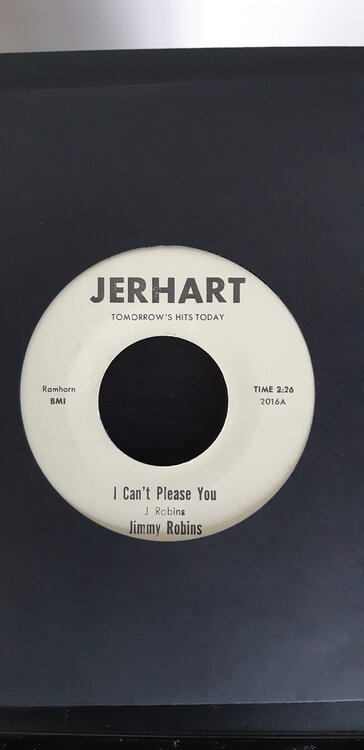 JERHART
TOMORROW'S HITS TODAY
Ramhorn
BMI
TIME 2:26
2016A
I Can't Please You
J Robins
Jimmy Robins